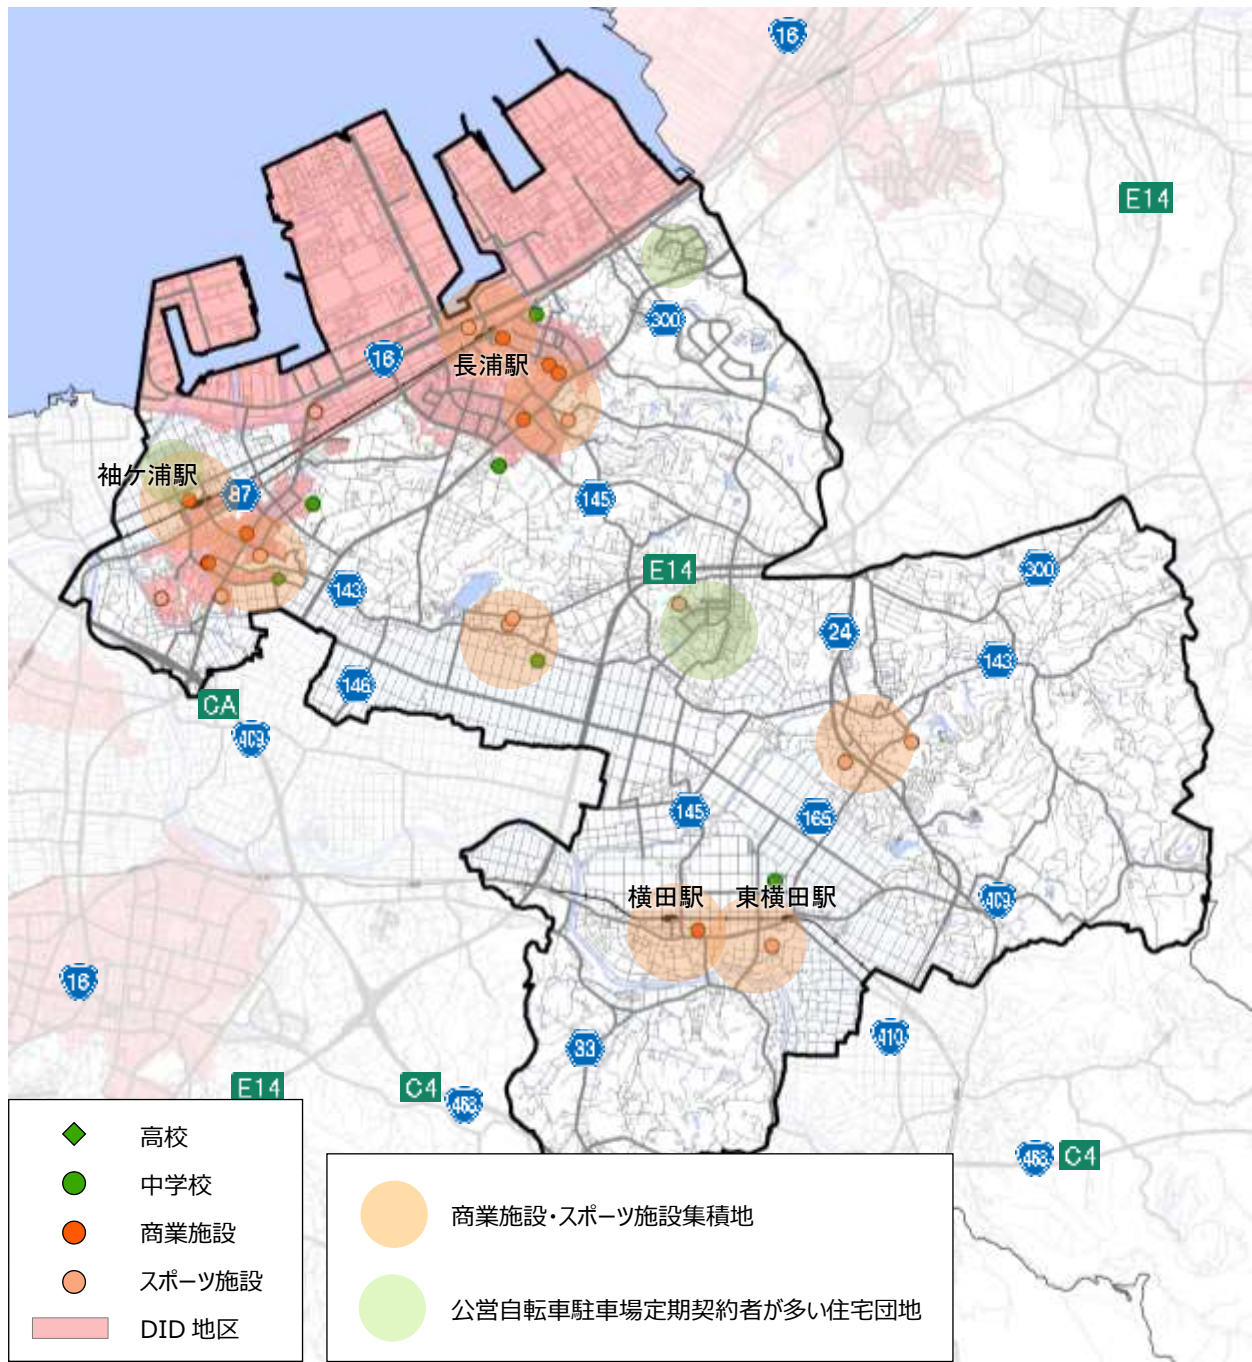 16
E14
300
16
長浦駅
袖ケ浦駅
87
145
E14
300
143
24
143
146
CA
409
145
165
横田駅
東横田駅
409
16
33
410
E14
C4
468
468
C4
高校
中学校
商業施設
スポーツ施設
DID 地区
商業施設・スポーツ施設集積地
公営自転車駐車場定期契約者が多い住宅団地